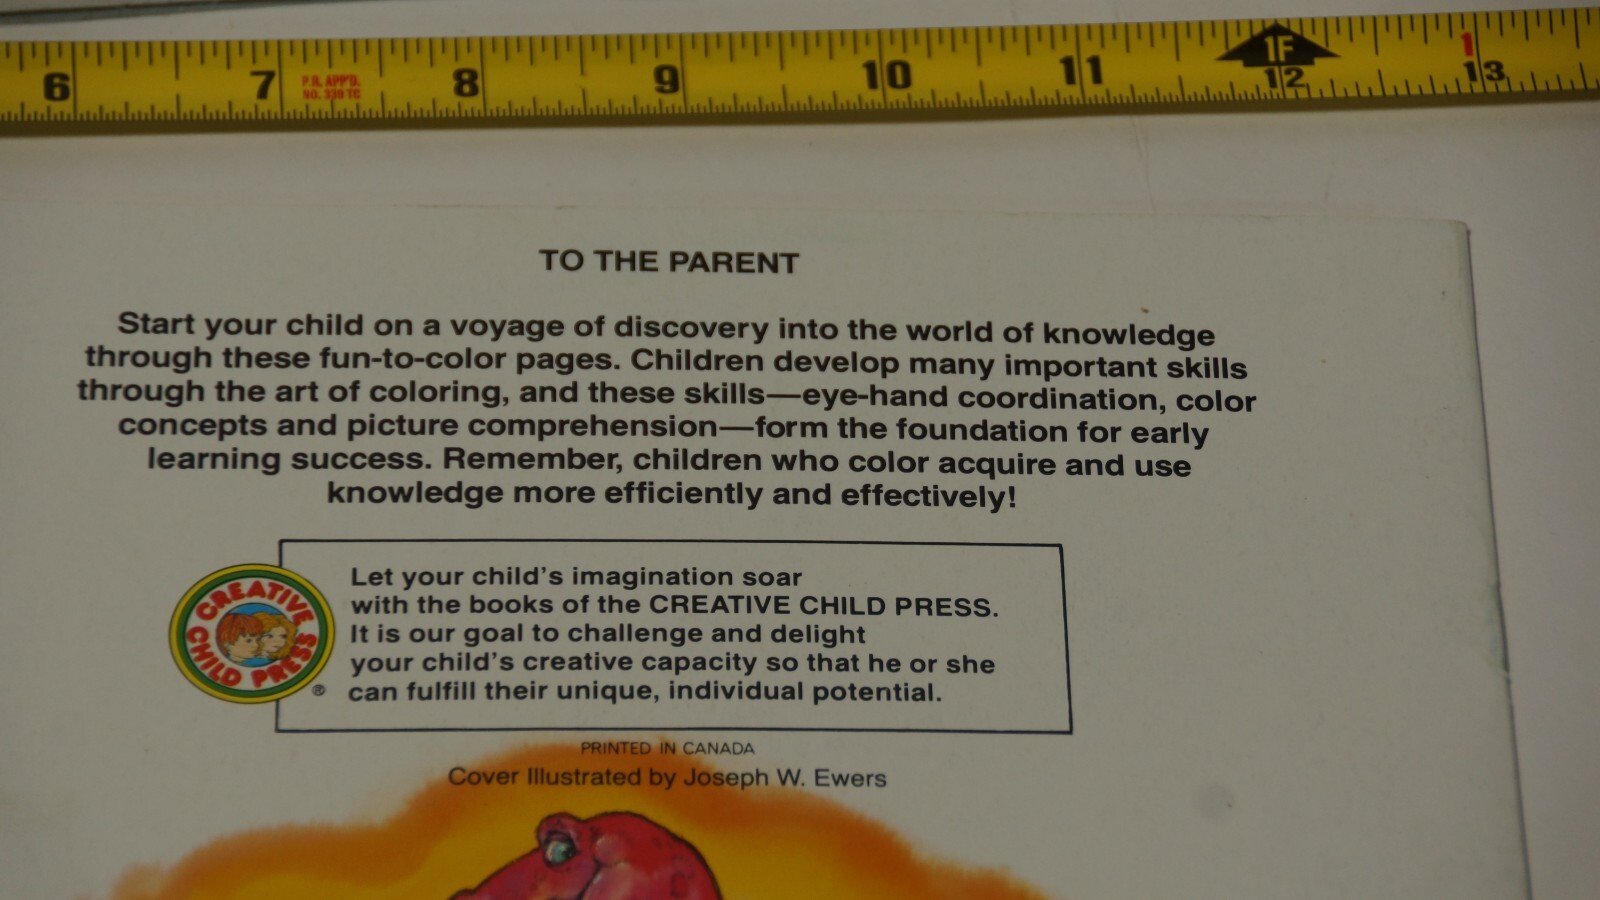 6 7 P.R. APP'D. 8 9 10 11 1F 12 1 13
NO. 339 TC
TO THE PARENT
Start your child on a voyage of discovery into the world of knowledge
through these fun-to-color pages. Children develop many important skills
through the art of coloring, and these skills—eye-hand coordination, color
concepts and picture comprehension—form the foundation for early
learning success. Remember, children who color acquire and use
knowledge more efficiently and effectively!
CREATIVE
CHILD PRESS
®
Let your child's imagination soar
with the books of the CREATIVE CHILD PRESS.
It is our goal to challenge and delight
your child's creative capacity so that he or she
can fulfill their unique, individual potential.
PRINTED IN CANADA
Cover Illustrated by Joseph W. Ewers